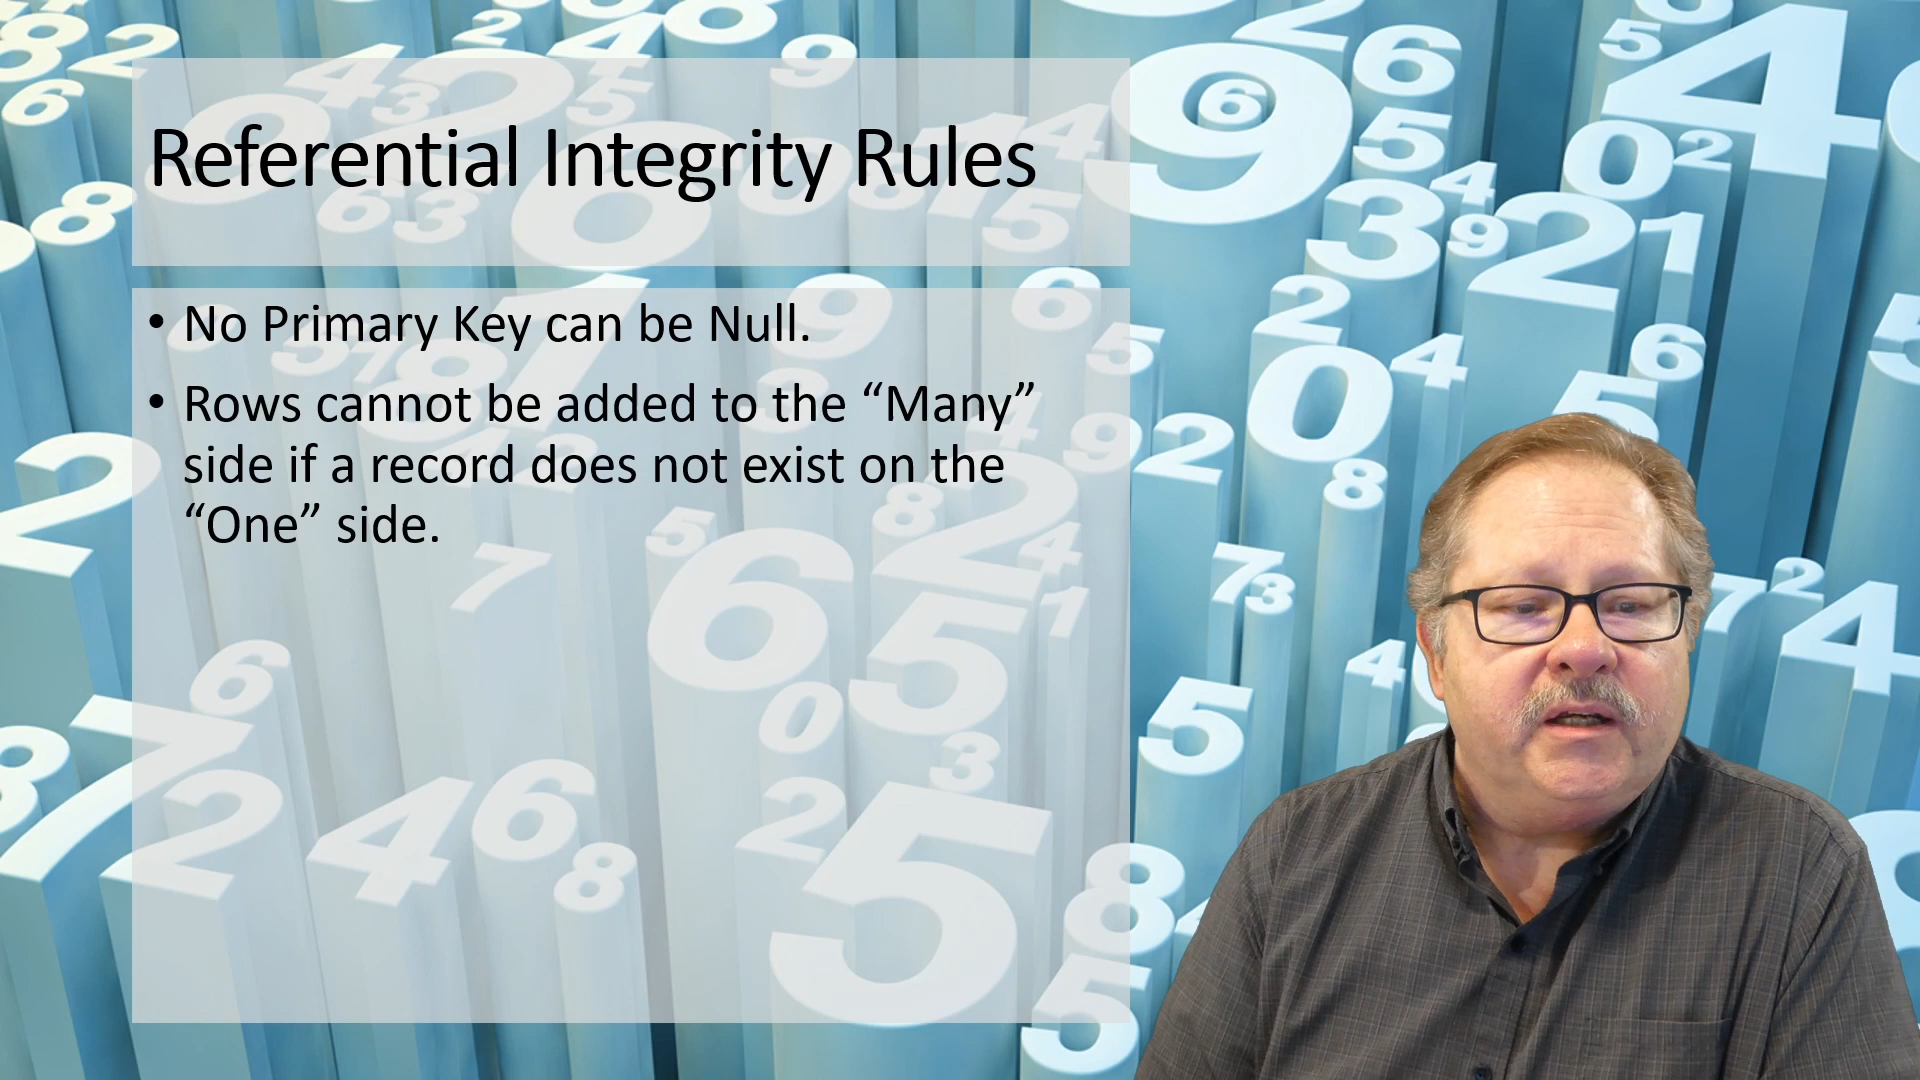 Referential Integrity Rules
• No Primary Key can be Null.
• Rows cannot be added to the “Many”
side if a record does not exist on the
“One” side.